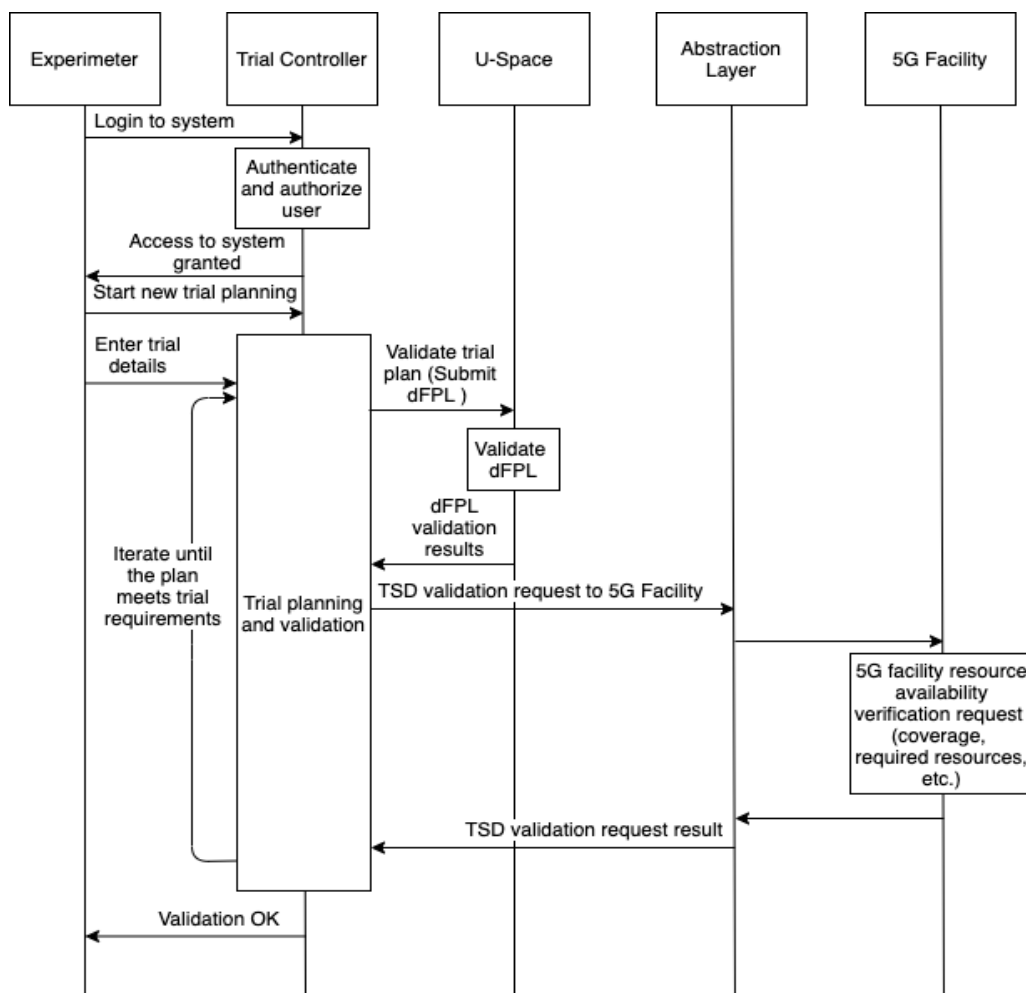 Experimeter
Trial Controller
U-Space
Abstraction
Layer
5G Facility
Login to system
Authenticate
and authorize
user
Access to system
granted
Start new trial planning
Enter trial
details
Validate trial
plan (Submit
dFPL )
Validate
dFPL
dFPL
validation
results
Iterate until
the plan
meets trial
requirements
Trial planning
and validation
TSD validation request to 5G Facility
5G facility resource
availability
verification request
(coverage,
required resources,
etc.)
TSD validation request result
Validation OK